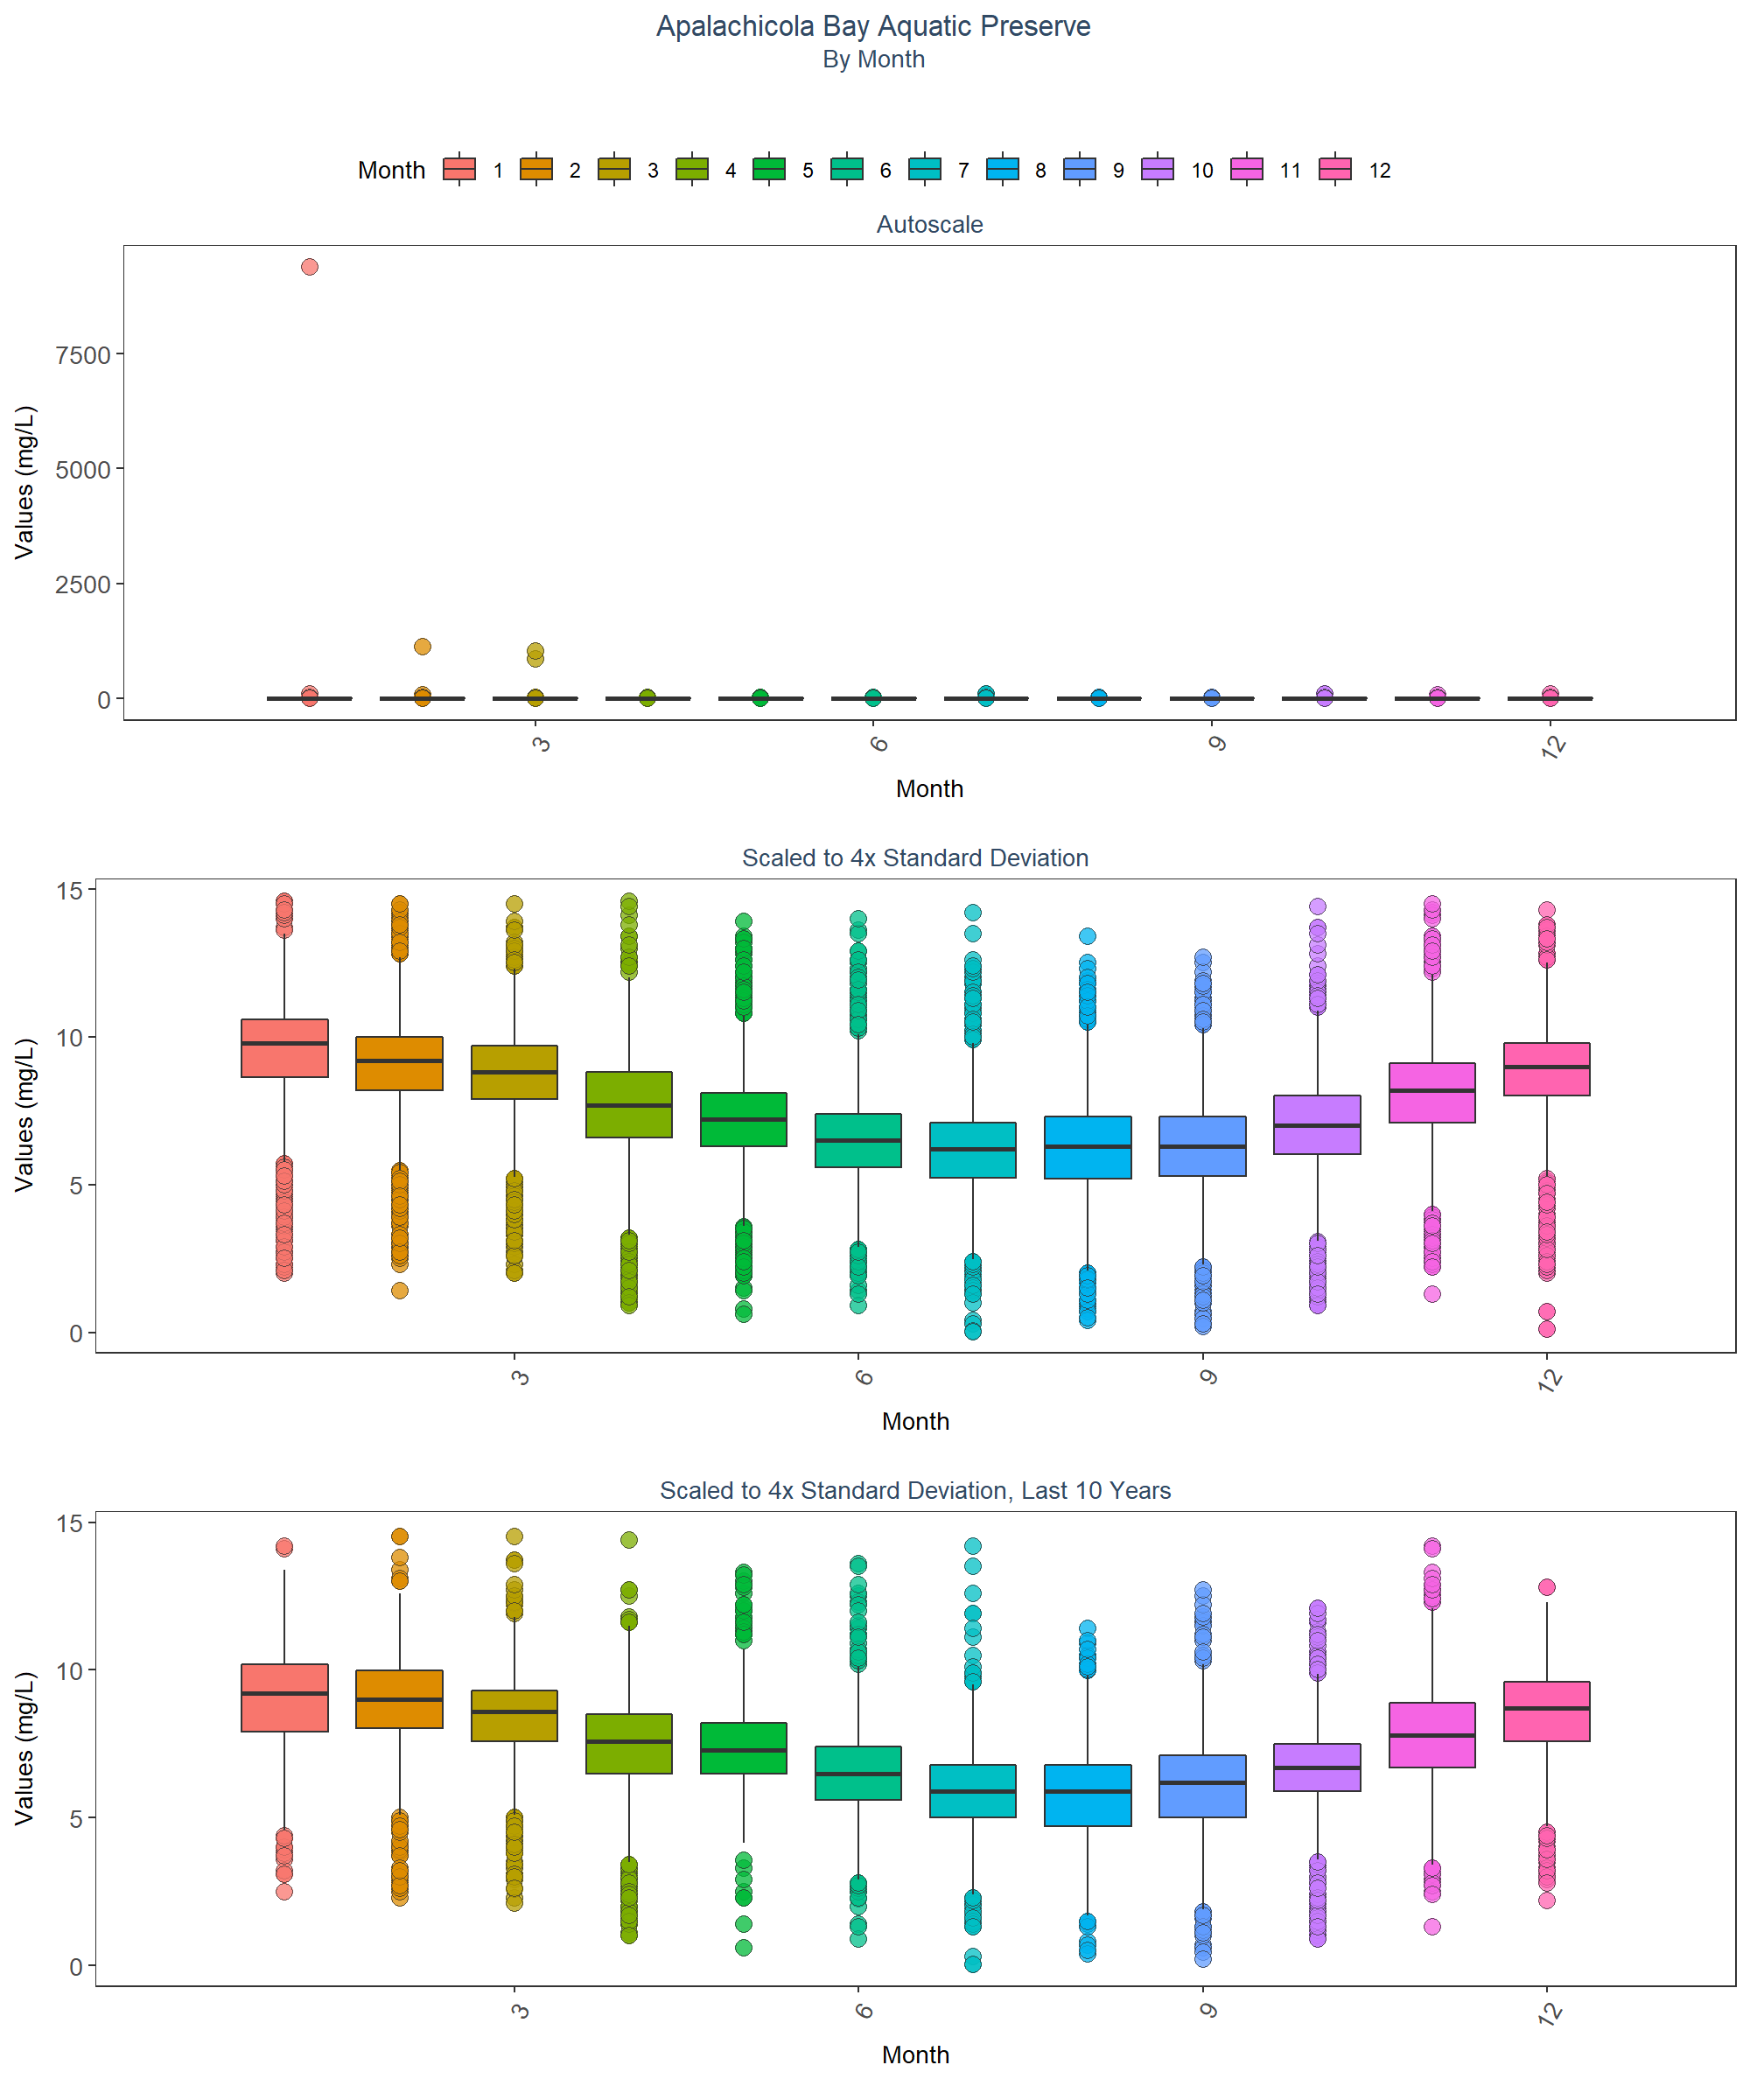 Apalachicola Bay Aquatic Preserve
By Month
Month 1 2 3 4 5 6 7 8 9 10 11 12
Autoscale
7500
5000
2500
0
Values (mg/L)
3 6 9 12
Month
Scaled to 4x Standard Deviation
15
10
5
0
Values (mg/L)
3 6 9 12
Month
Scaled to 4x Standard Deviation, Last 10 Years
15
10
5
0
Values (mg/L)
3 6 9 12
Month